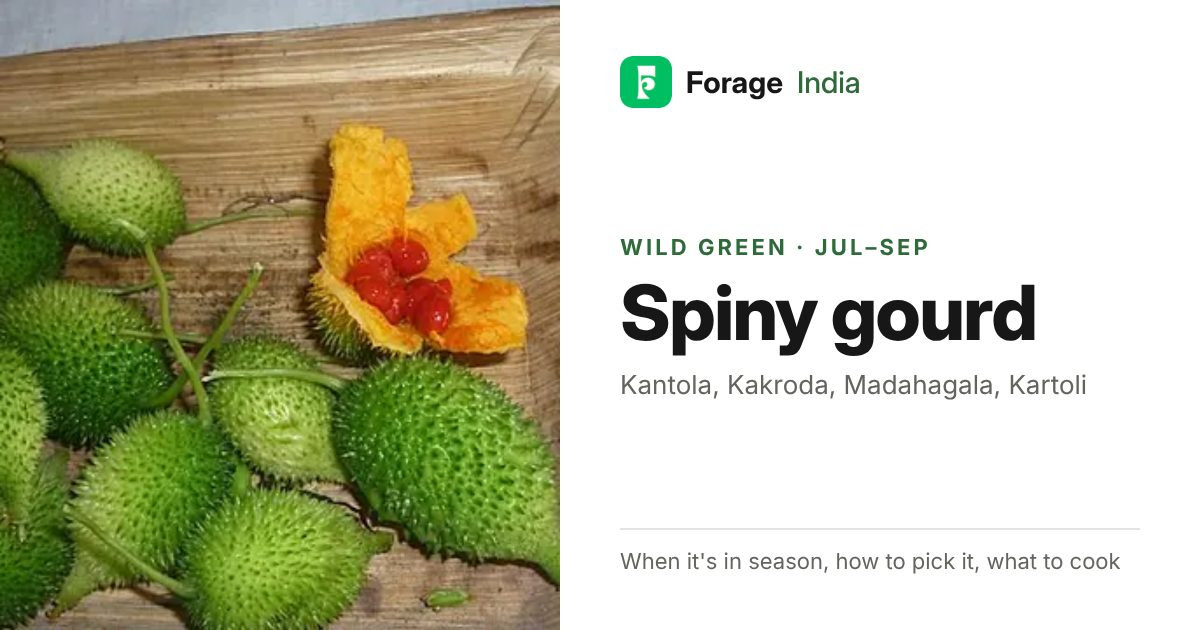 Forage India
WILD GREEN · JUL–SEP
Spiny gourd
Kantola, Kakroda, Madahagala, Kartoli
When it's in season, how to pick it, what to cook